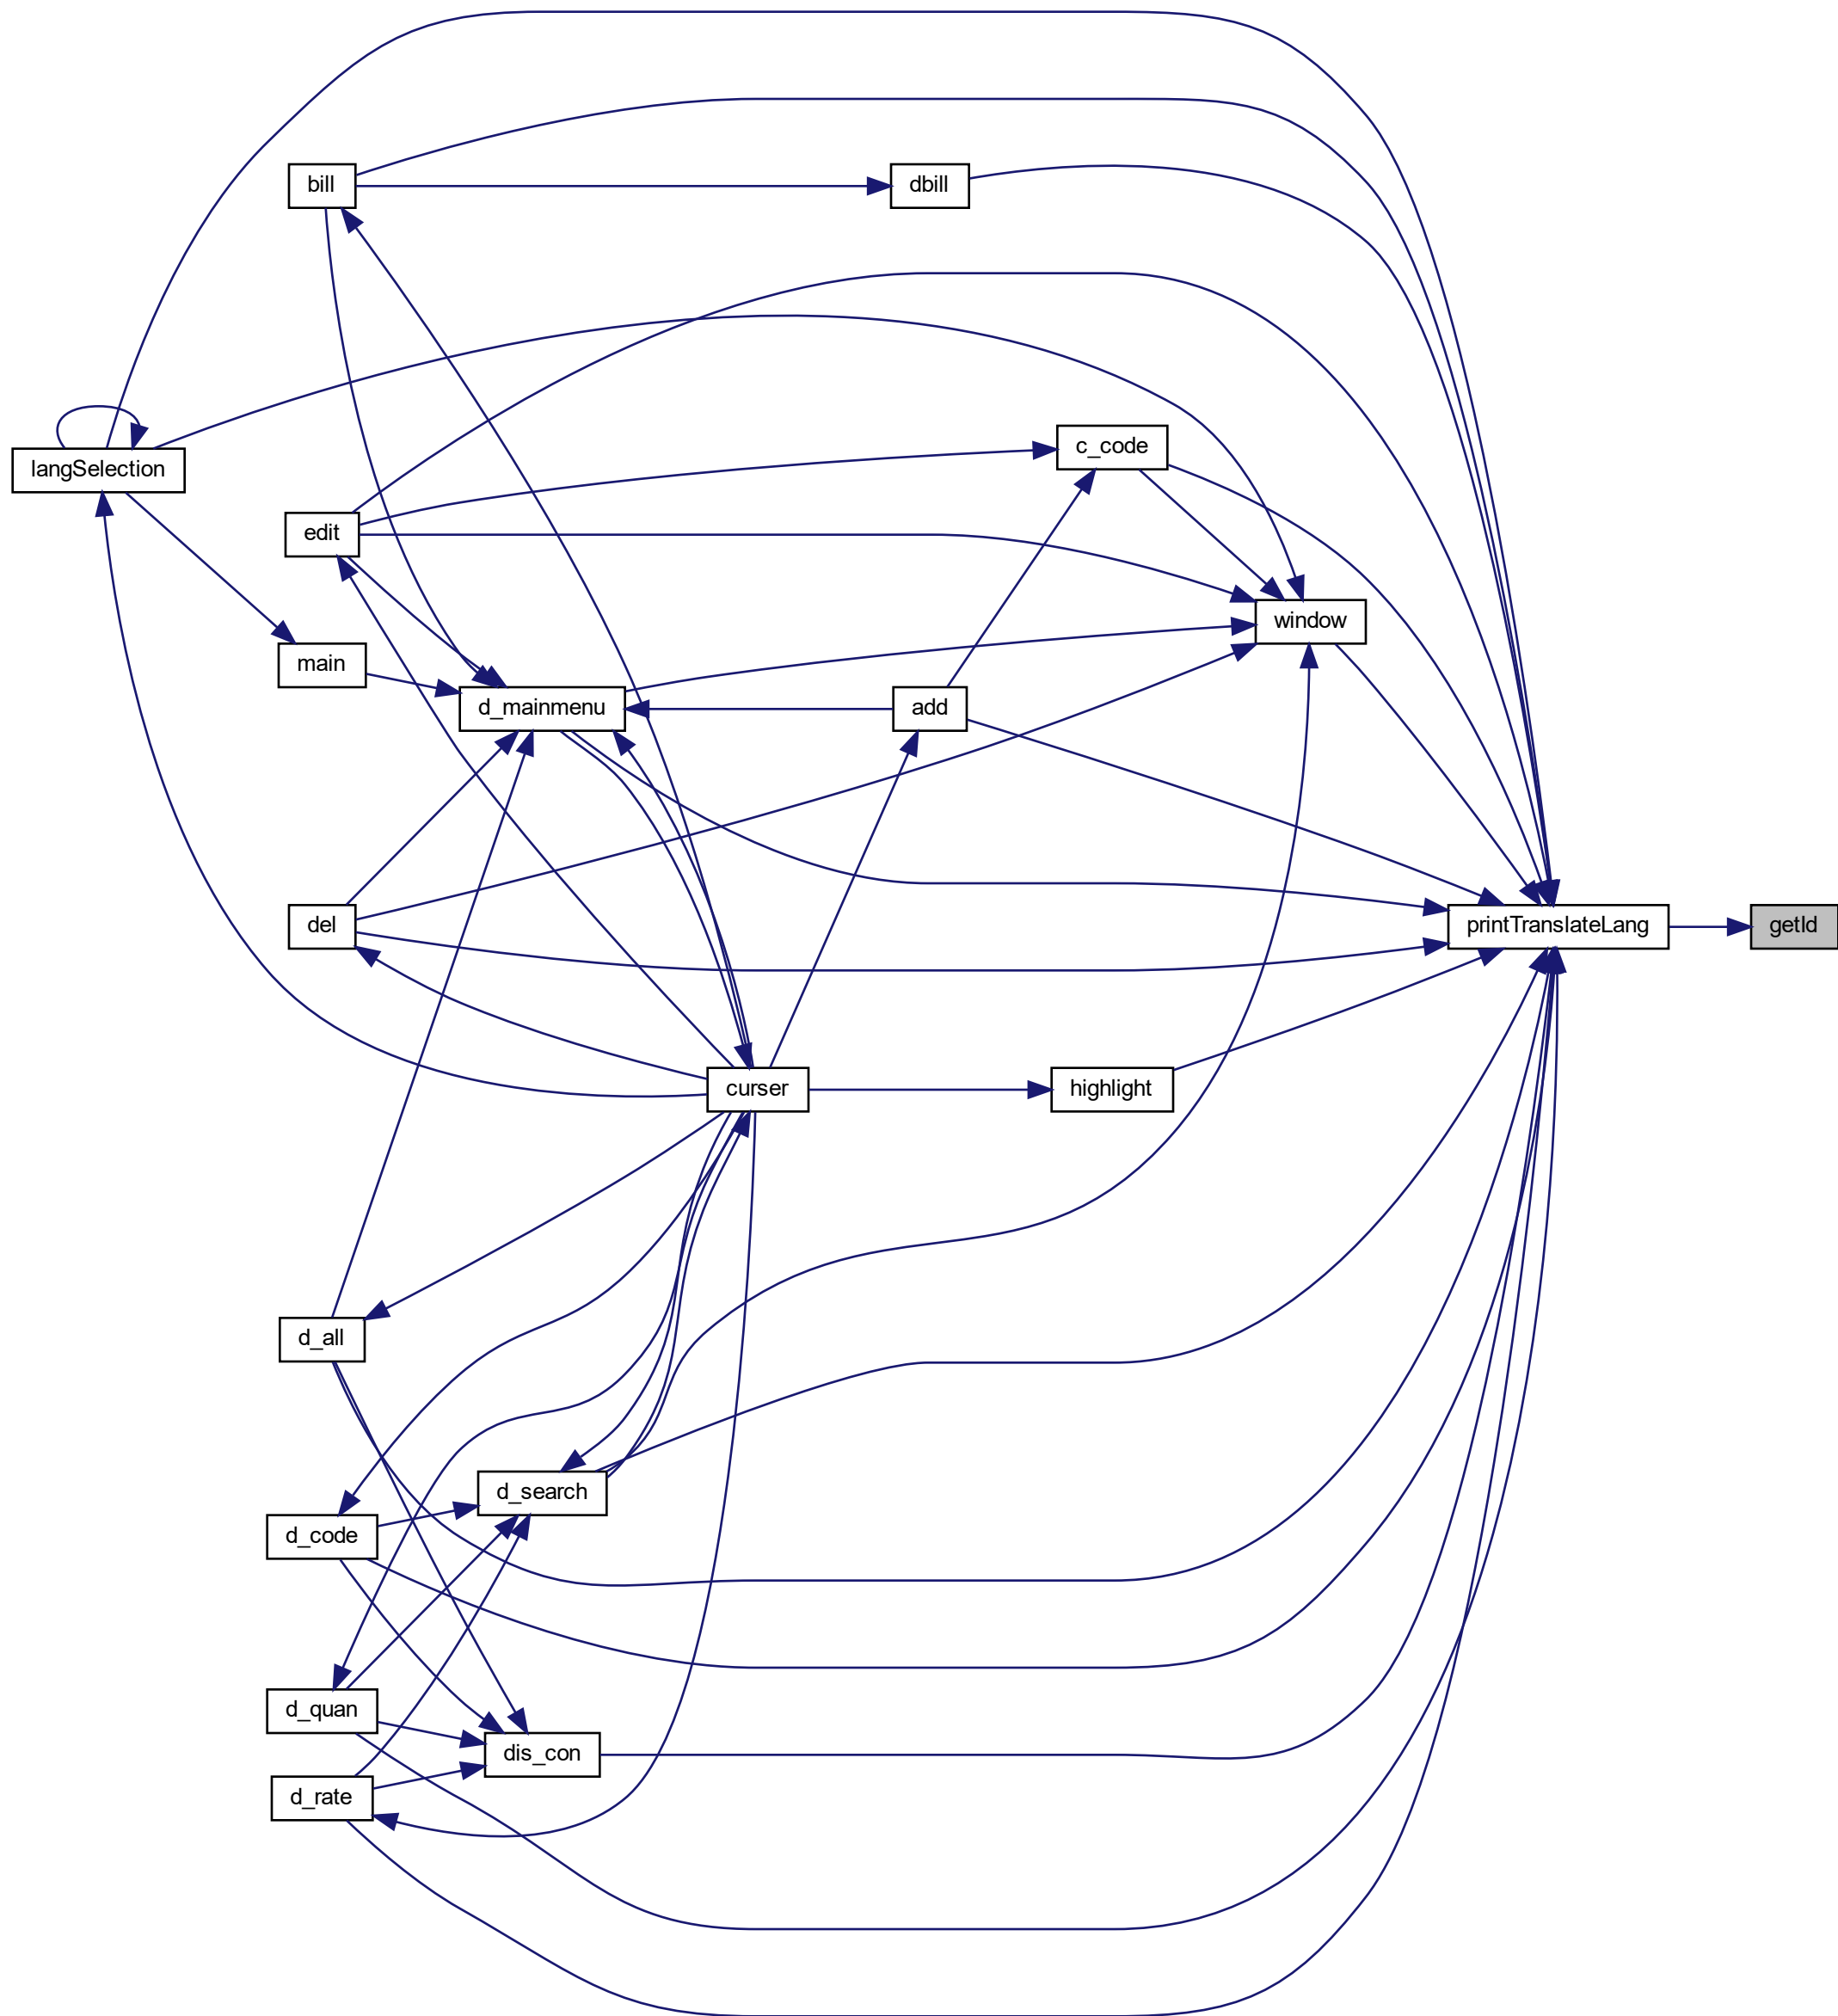 bill
dbill
c_code
langSelection
edit
window
main
d_mainmenu
add
del
printTranslateLang
getId
curser
highlight
d_all
d_search
d_code
d_quan
dis_con
d_rate